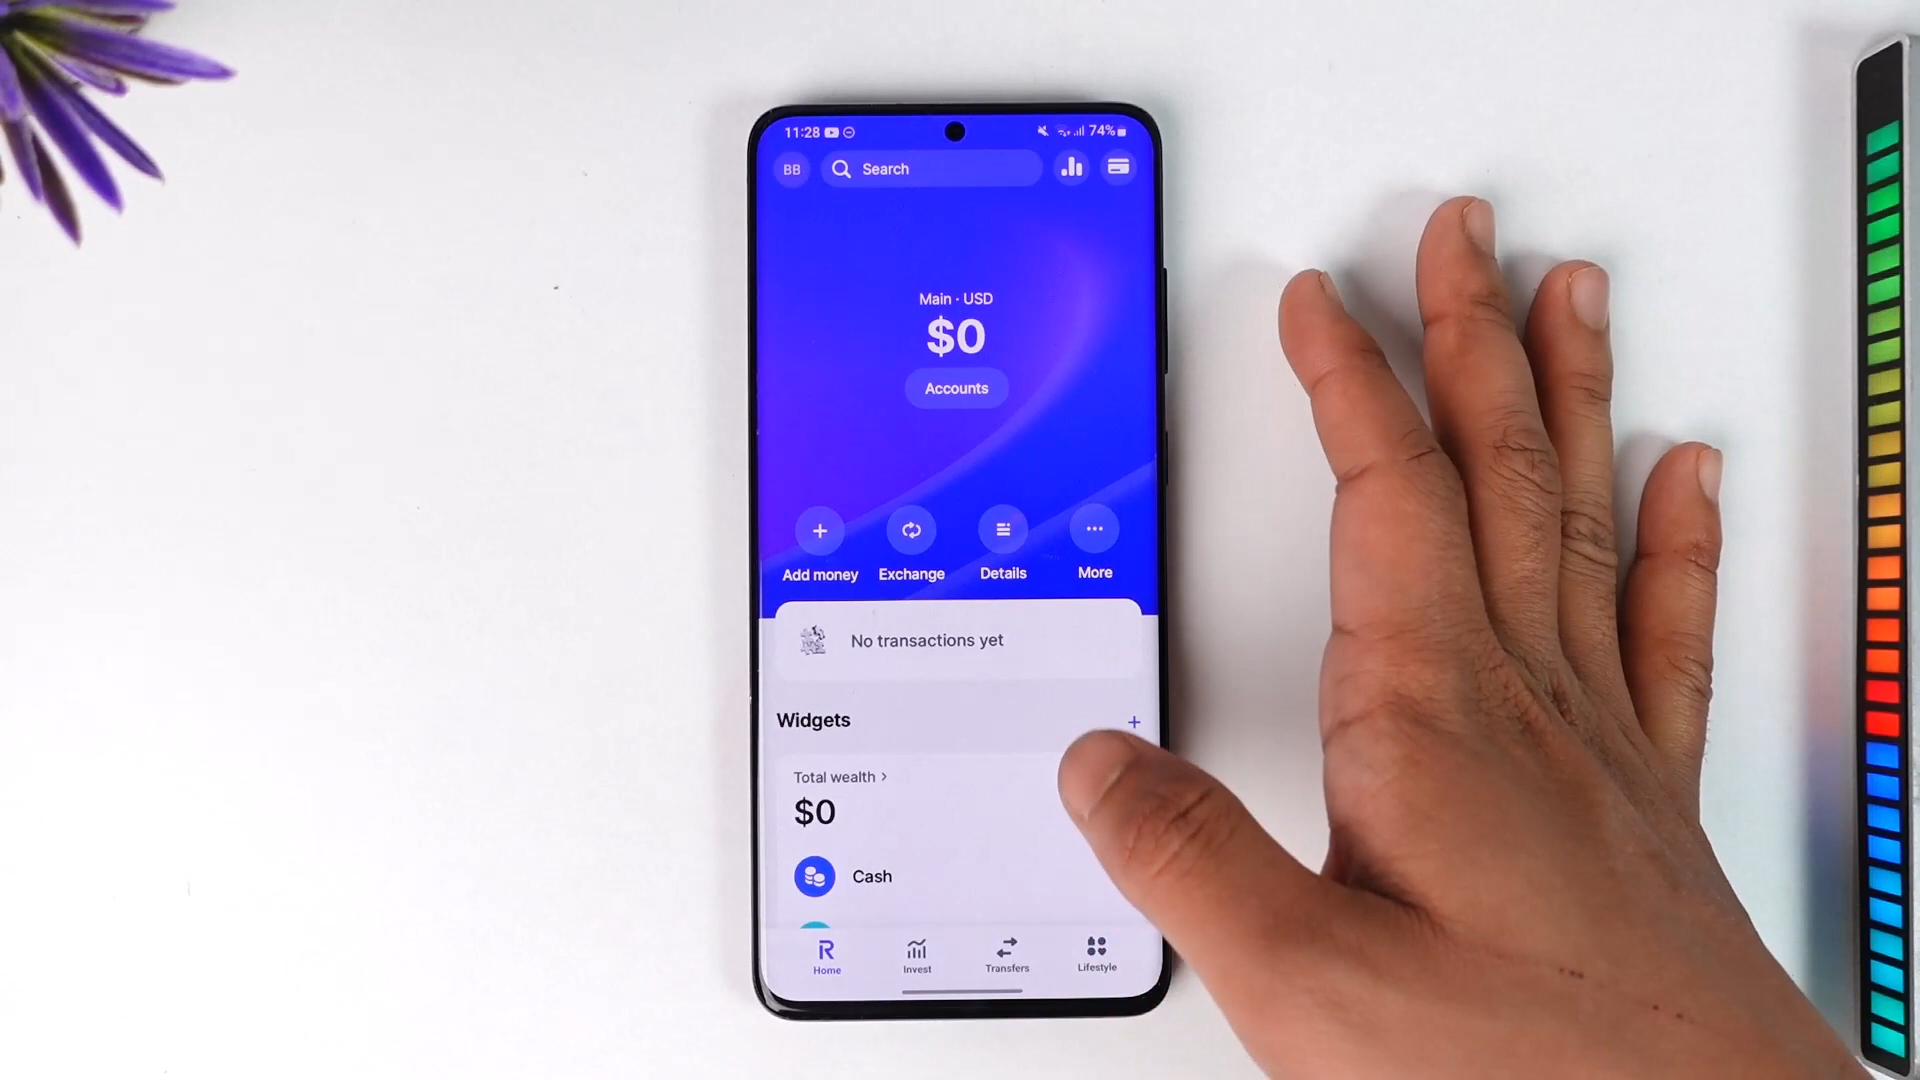 11:28
74%
BB
Search
Main · USD
$0
Accounts
Add money
Exchange
Details
More
No transactions yet
Widgets
+
Total wealth >
$0
Cash
Home
Invest
Transfers
Lifestyle